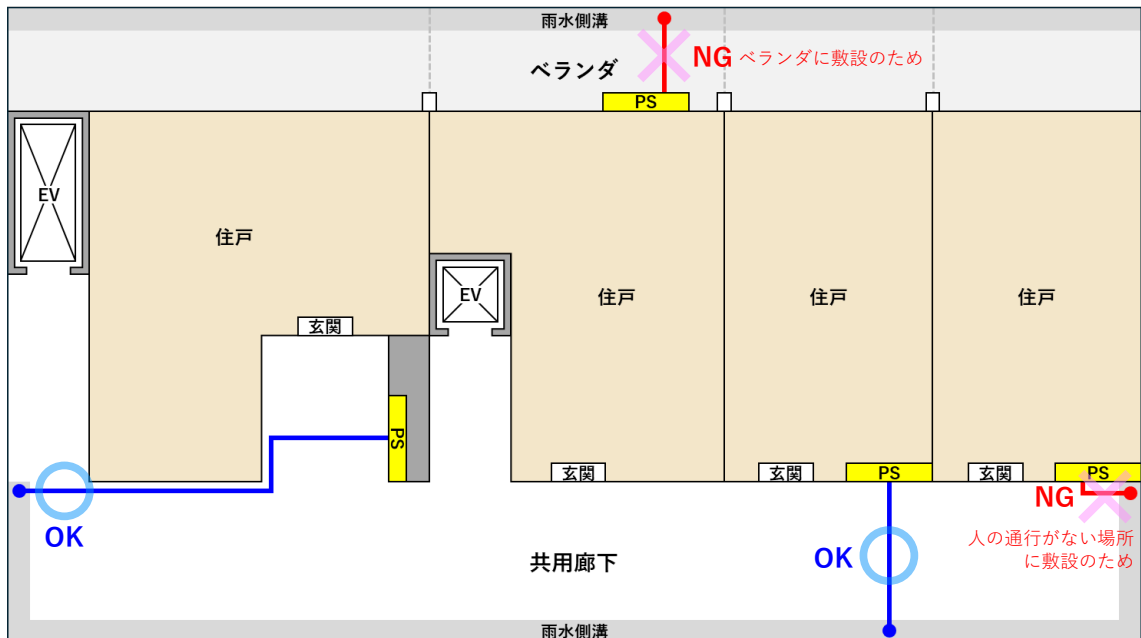 雨水側溝
ベランダ
NG ベランダに敷設のため
PS
EV
住戸
EV
住戸
住戸
住戸
玄関
PS
玄関
玄関
PS
玄関
PS
NG
OK
人の通行がない場所
に敷設のため
OK
共用廊下
雨水側溝